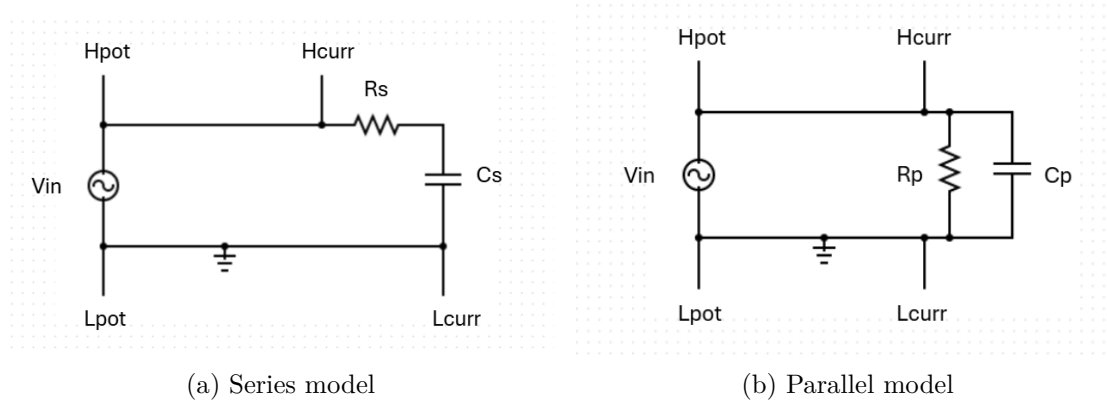 Hpot
Hcurr
Rs
Vin
Cs
Lpot
Lcurr
(a) Series model
Hpot
Hcurr
Vin
Rp
Cp
Lpot
Lcurr
(b) Parallel model